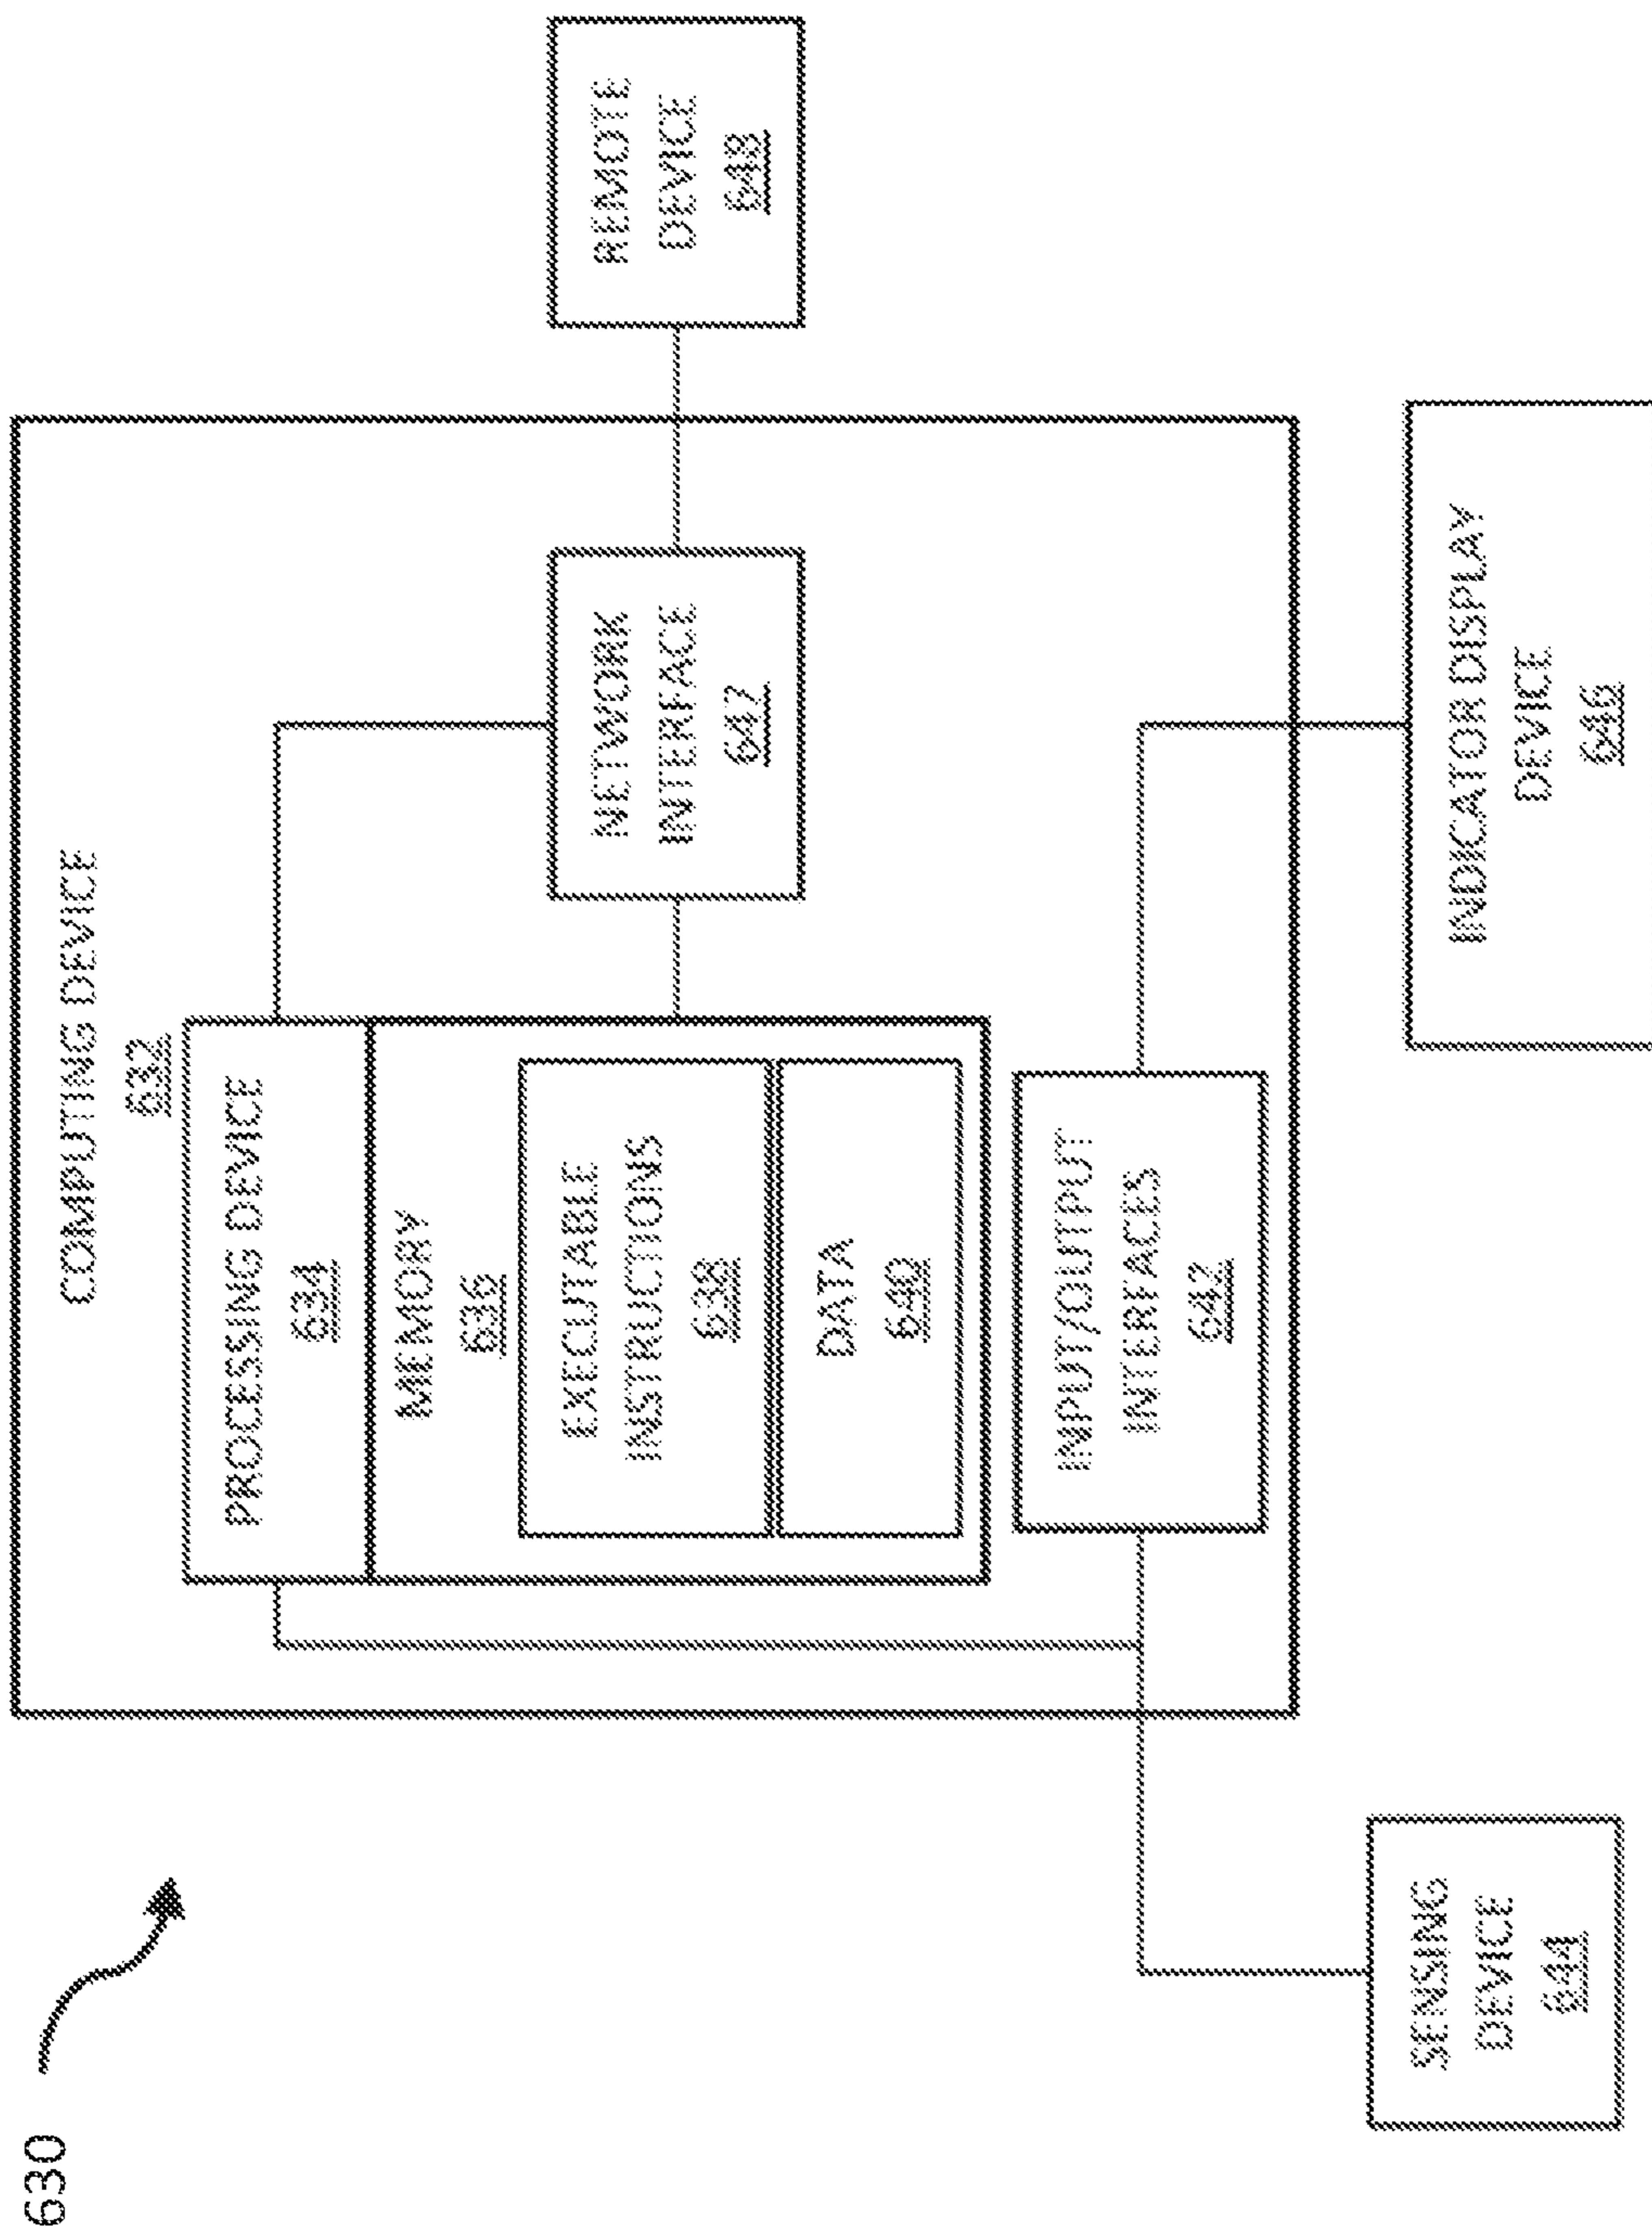 630
COMPUTING DEVICE
632
PROCESSING DEVICE
634
MEMORY
636
EXECUTABLE
INSTRUCTIONS
638
DATA
640
INPUT/OUTPUT
INTERFACES
642
NETWORK
INTERFACE
647
REMOTE
DEVICE
648
SENSING
DEVICE
644
INDICATOR DISPLAY
DEVICE
646